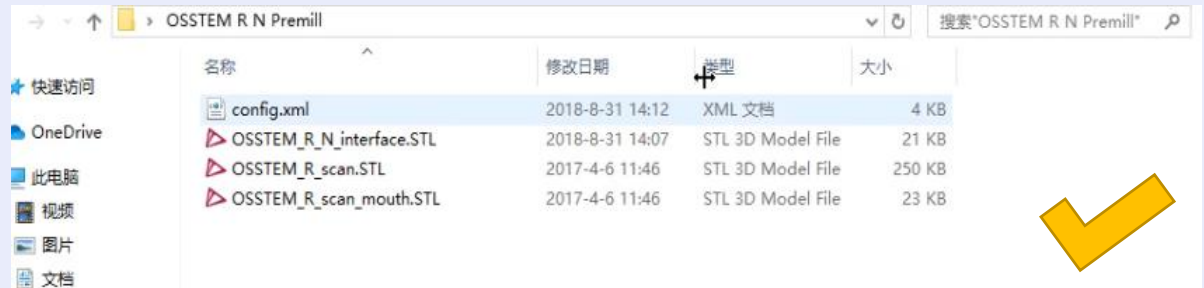 OSSTEM R N Premill
搜索"OSSTEM R N Premill"
名称 修改日期 类型 大小
快速访问
config.xml 2018-8-31 14:12 XML 文档 4 KB
OneDrive
OSSTEM_R_N_interface.STL 2018-8-31 14:07 STL 3D Model File 21 KB
此电脑
OSSTEM_R_scan.STL 2017-4-6 11:46 STL 3D Model File 250 KB
视频
OSSTEM_R_scan_mouth.STL 2017-4-6 11:46 STL 3D Model File 23 KB
图片
文档